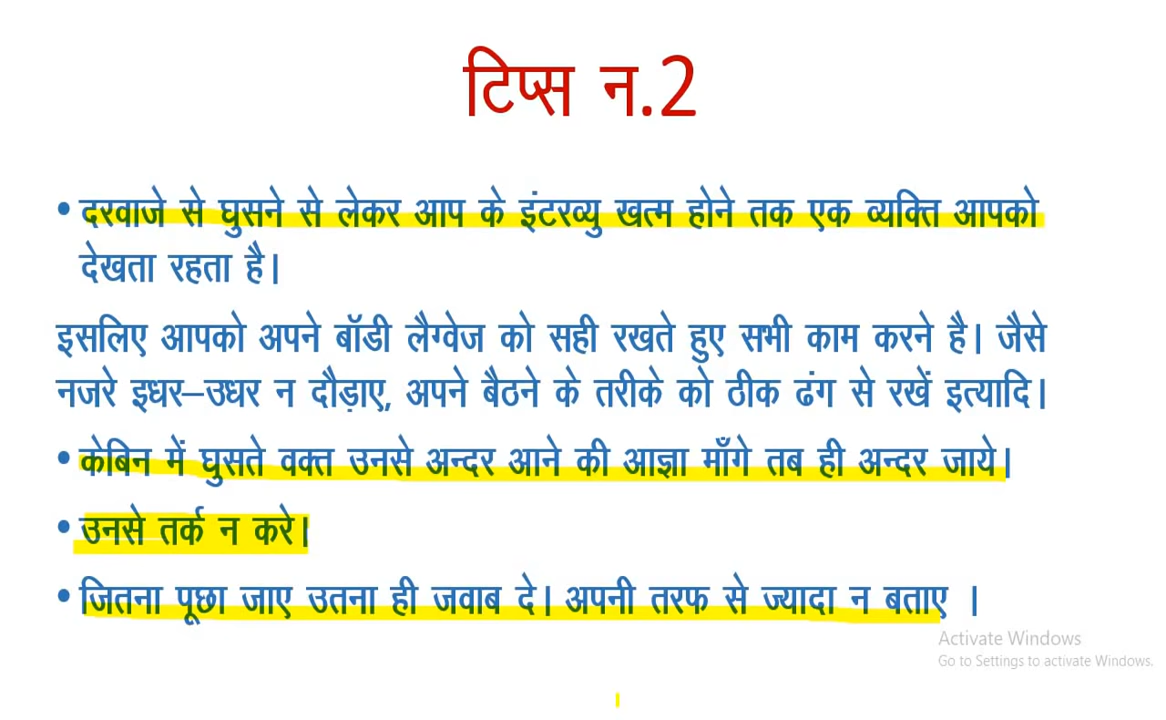 टिप्स न.2
• दरवाजे से घुसने से लेकर आप के इंटरव्यु खत्म होने तक एक व्यक्ति आपको
देखता रहता है।
इसलिए आपको अपने बॉडी लैग्वेज को सही रखते हुए सभी काम करने है। जैसे
नजरे इधर–उधर न दौड़ाए, अपने बैठने के तरीके को ठीक ढंग से रखें इत्यादि।
• केबिन में घुसते वक्त उनसे अन्दर आने की आज्ञा माँगे तब ही अन्दर जाये।
• उनसे तर्क न करे।
• जितना पूछा जाए उतना ही जवाब दे। अपनी तरफ से ज्यादा न बताए ।
Activate Windows
Go to Settings to activate Windows.